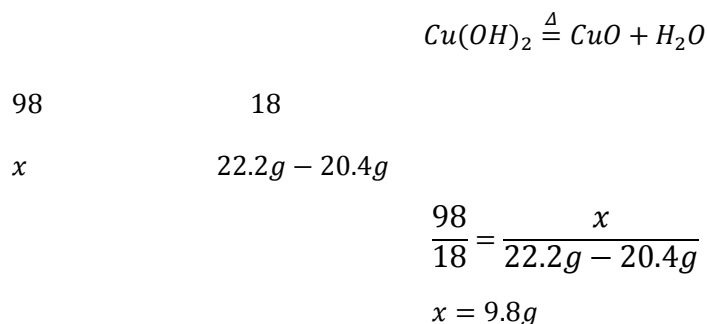 Cu(OH)₂ ≜ CuO + H₂O
98 18
x 22.2g − 20.4g
98/18 = x/(22.2g − 20.4g)
x = 9.8g